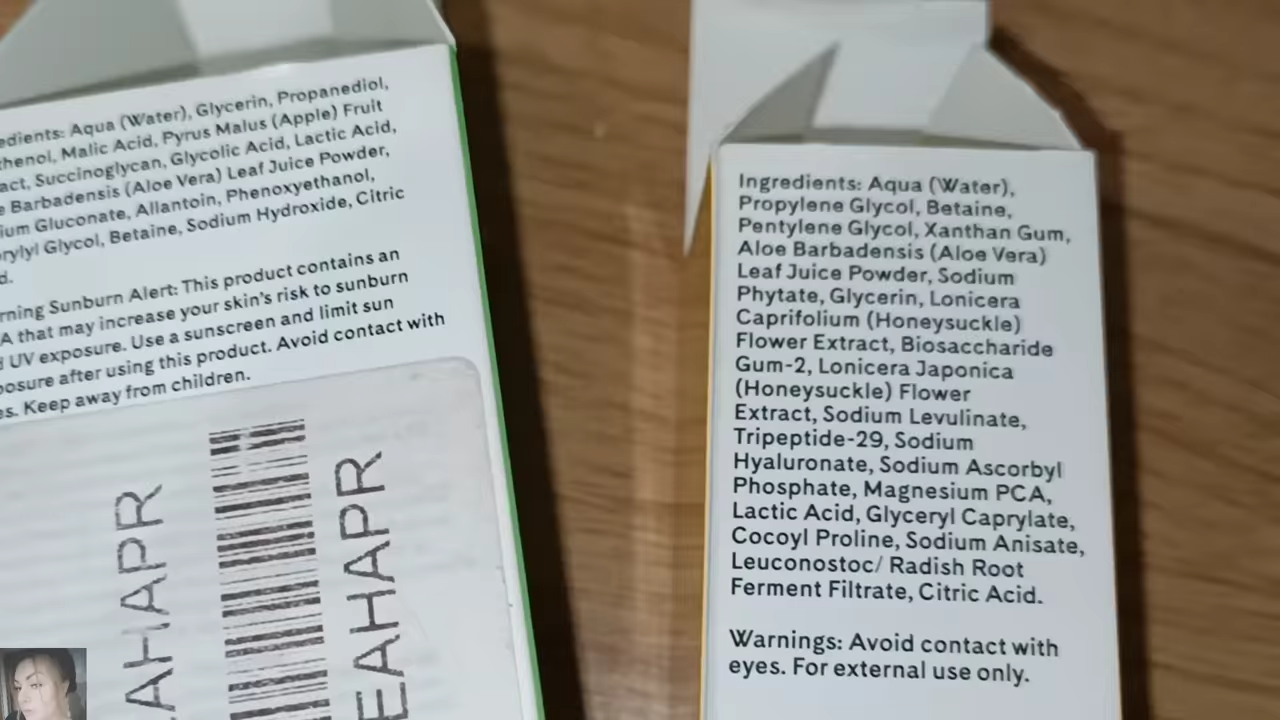 edients: Aqua (Water), Glycerin, Propanediol,
thenol, Malic Acid, Pyrus Malus (Apple) Fruit
act, Succinoglycan, Glycolic Acid, Lactic Acid,
e Barbadensis (Aloe Vera) Leaf Juice Powder,
ium Gluconate, Allantoin, Phenoxyethanol,
rylyl Glycol, Betaine, Sodium Hydroxide, Citric
d.
rning Sunburn Alert: This product contains an
A that may increase your skin's risk to sunburn
d UV exposure. Use a sunscreen and limit sun
posure after using this product. Avoid contact with
es. Keep away from children.
EAHAPR
Ingredients: Aqua (Water),
Propylene Glycol, Betaine,
Pentylene Glycol, Xanthan Gum,
Aloe Barbadensis (Aloe Vera)
Leaf Juice Powder, Sodium
Phytate, Glycerin, Lonicera
Caprifolium (Honeysuckle)
Flower Extract, Biosaccharide
Gum-2, Lonicera Japonica
(Honeysuckle) Flower
Extract, Sodium Levulinate,
Tripeptide-29, Sodium
Hyaluronate, Sodium Ascorbyl
Phosphate, Magnesium PCA,
Lactic Acid, Glyceryl Caprylate,
Cocoyl Proline, Sodium Anisate,
Leuconostoc/ Radish Root
Ferment Filtrate, Citric Acid.
Warnings: Avoid contact with
eyes. For external use only.